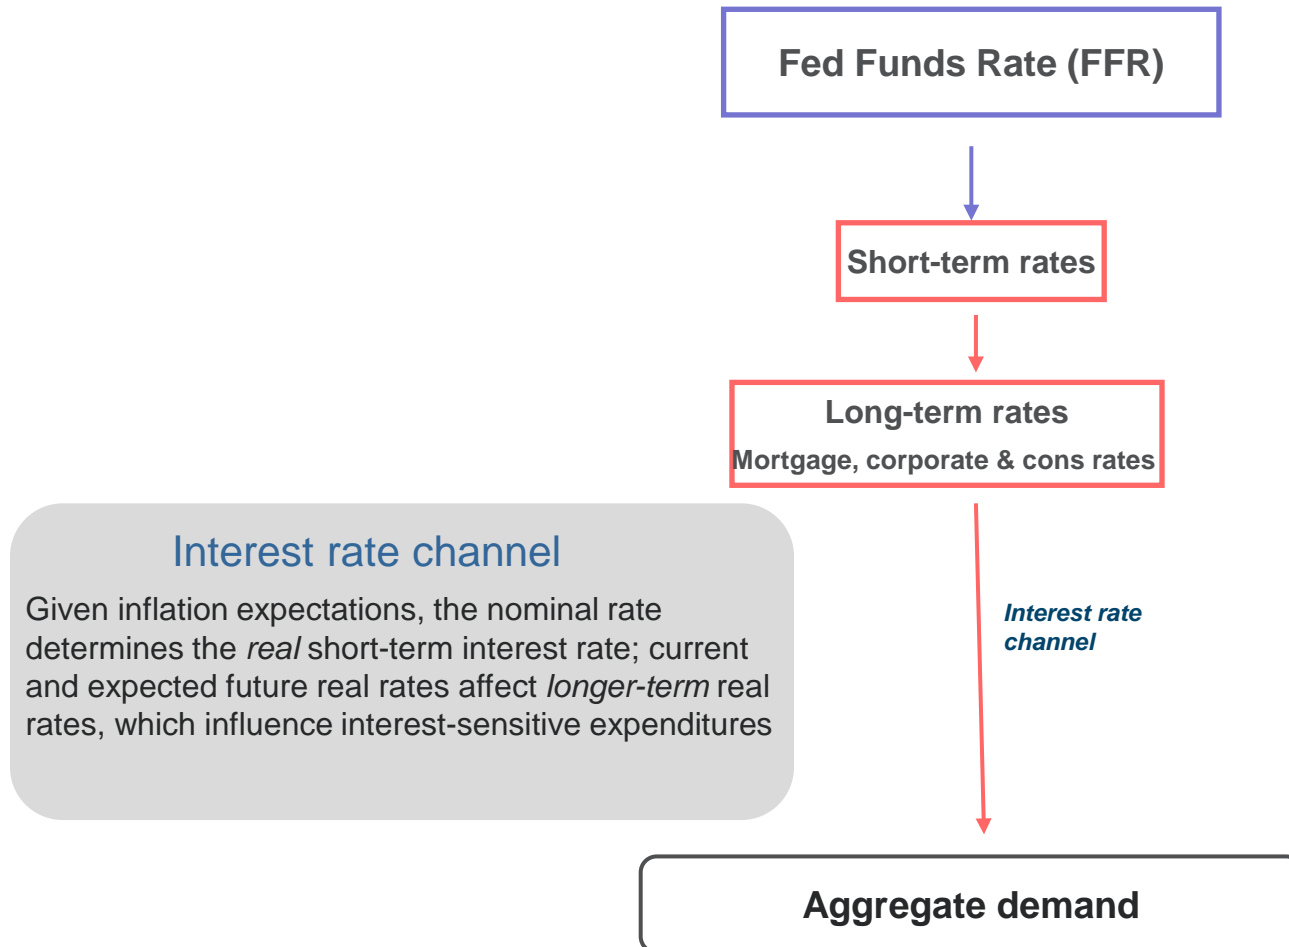 Fed Funds Rate (FFR)
Short-term rates
Long-term rates
Mortgage, corporate & cons rates
Interest rate channel
Given inflation expectations, the nominal rate
determines the real short-term interest rate; current
and expected future real rates affect longer-term real
rates, which influence interest-sensitive expenditures
Interest rate
channel
Aggregate demand